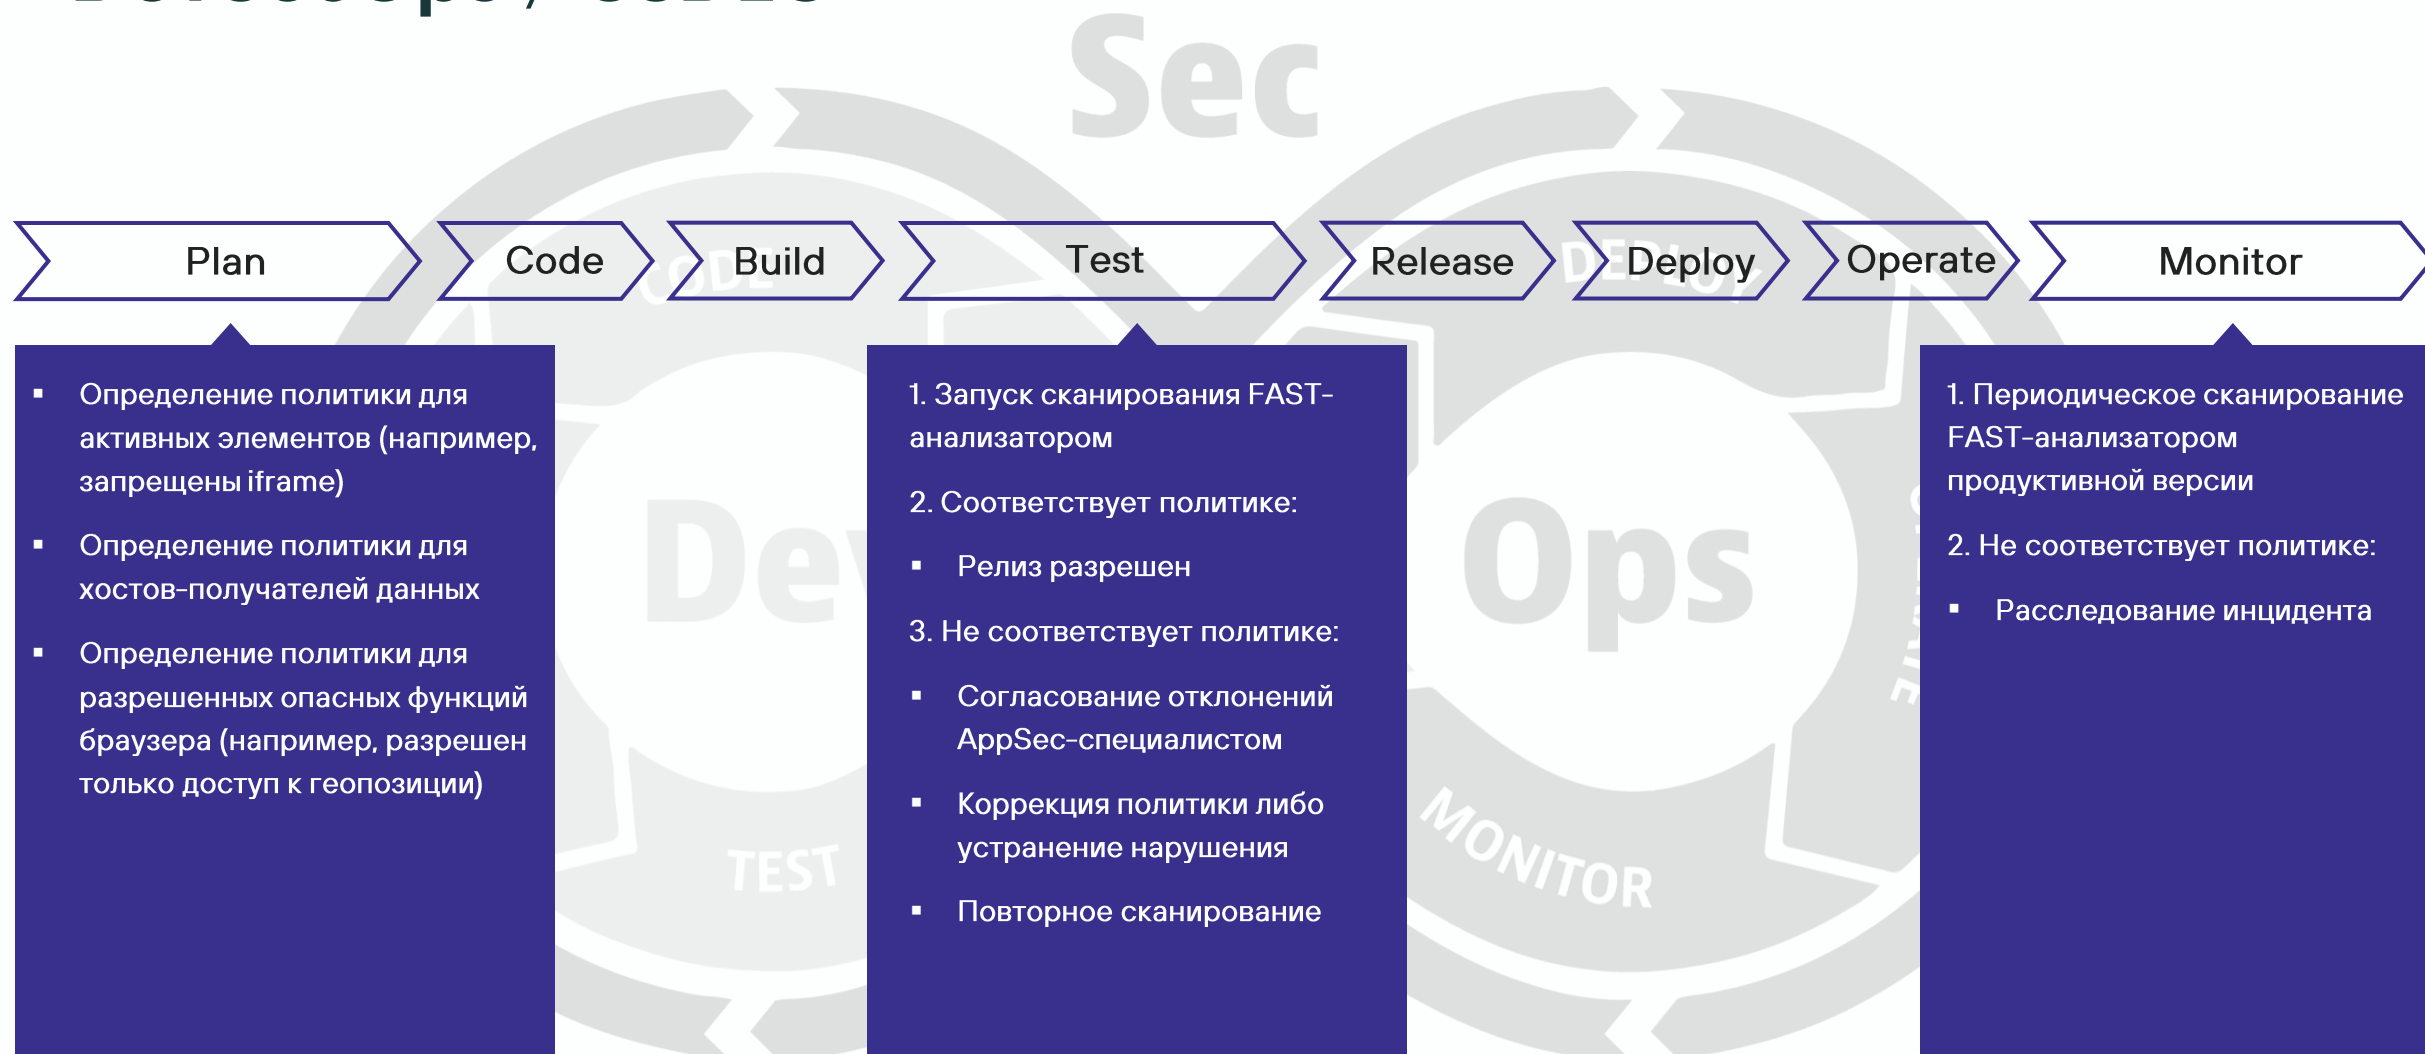 Sec
Plan
Code
Build
Test
Release
Deploy
Operate
Monitor
▪ Определение политики для
активных элементов (например,
запрещены iframe)
▪ Определение политики для
хостов-получателей данных
▪ Определение политики для
разрешенных опасных функций
браузера (например, разрешен
только доступ к геопозиции)
1. Запуск сканирования FAST-
анализатором
2. Соответствует политике:
▪ Релиз разрешен
3. Не соответствует политике:
▪ Согласование отклонений
AppSec-специалистом
▪ Коррекция политики либо
устранение нарушения
▪ Повторное сканирование
1. Периодическое сканирование
FAST-анализатором
продуктивной версии
2. Не соответствует политике:
▪ Расследование инцидента
CODE
DEPLOY
Dev
Ops
TEST
MONITOR